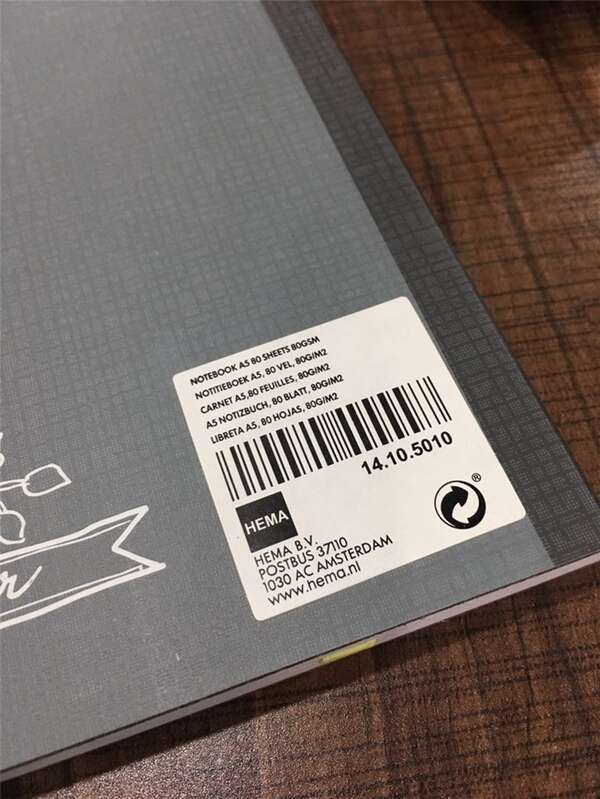 NOTEBOOK A5 80 SHEETS 80GSM
NOTITIEBOEK A5, 80 VEL, 80G/M2
CARNET A5,80 FEUILLES, 80G/M2
A5 NOTIZBUCH, 80 BLATT, 80G/M2
LIBRETA A5, 80 HOJAS, 80G/M2
14.10.5010
HEMA
®
HEMA B.V.
POSTBUS 37110
1030 AC AMSTERDAM
www.hema.nl